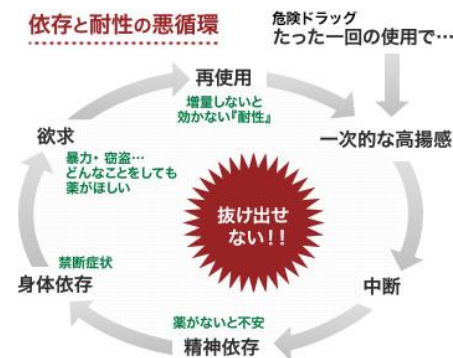 依存と耐性の悪循環
危険ドラッグ
たった一回の使用で…
再使用
増量しないと
効かない『耐性』
一次的な高揚感
中断
薬がないと不安
精神依存
禁断症状
身体依存
欲求
暴力・窃盗…
どんなことをしても
薬がほしい
抜け出せ
ない!!